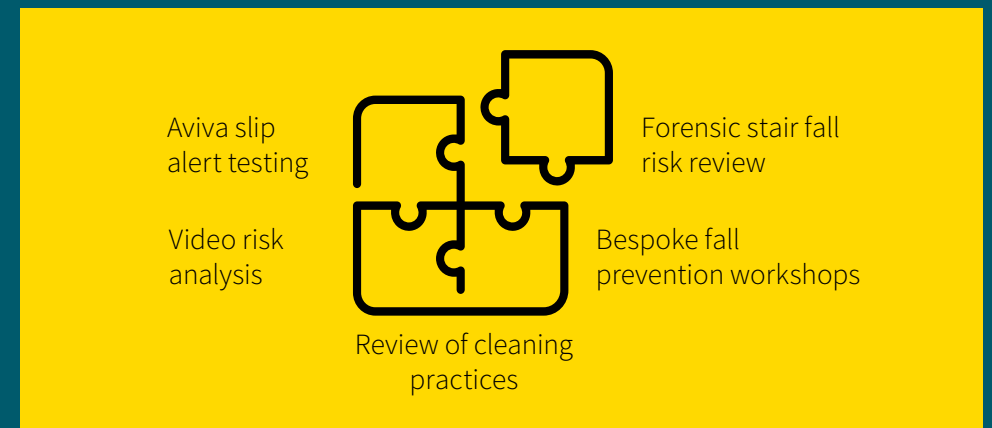 Aviva slip
alert testing
Forensic stair fall
risk review
Video risk
analysis
Bespoke fall
prevention workshops
Review of cleaning
practices